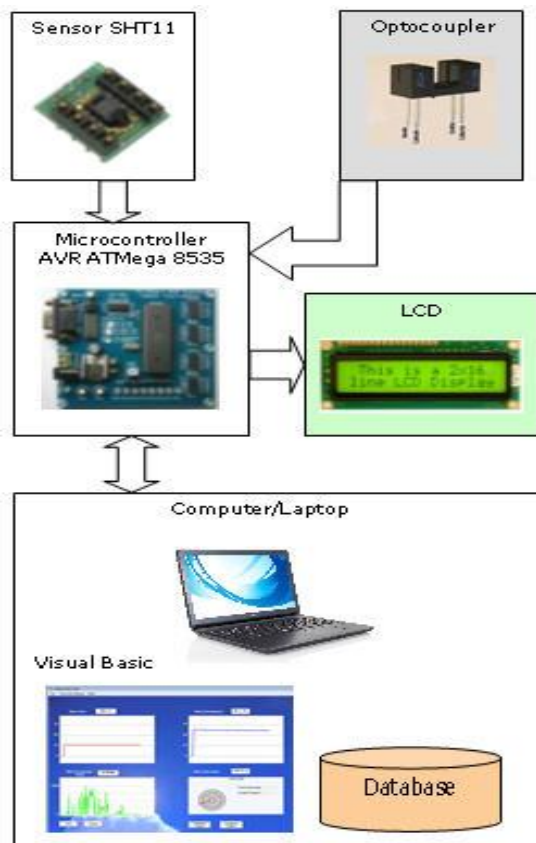 Sensor SHT11
Optocoupler
Microcontroller
AVR ATMega 8535
LCD
This is a 2x16
line LCD Display
Computer/Laptop
Visual Basic
Database